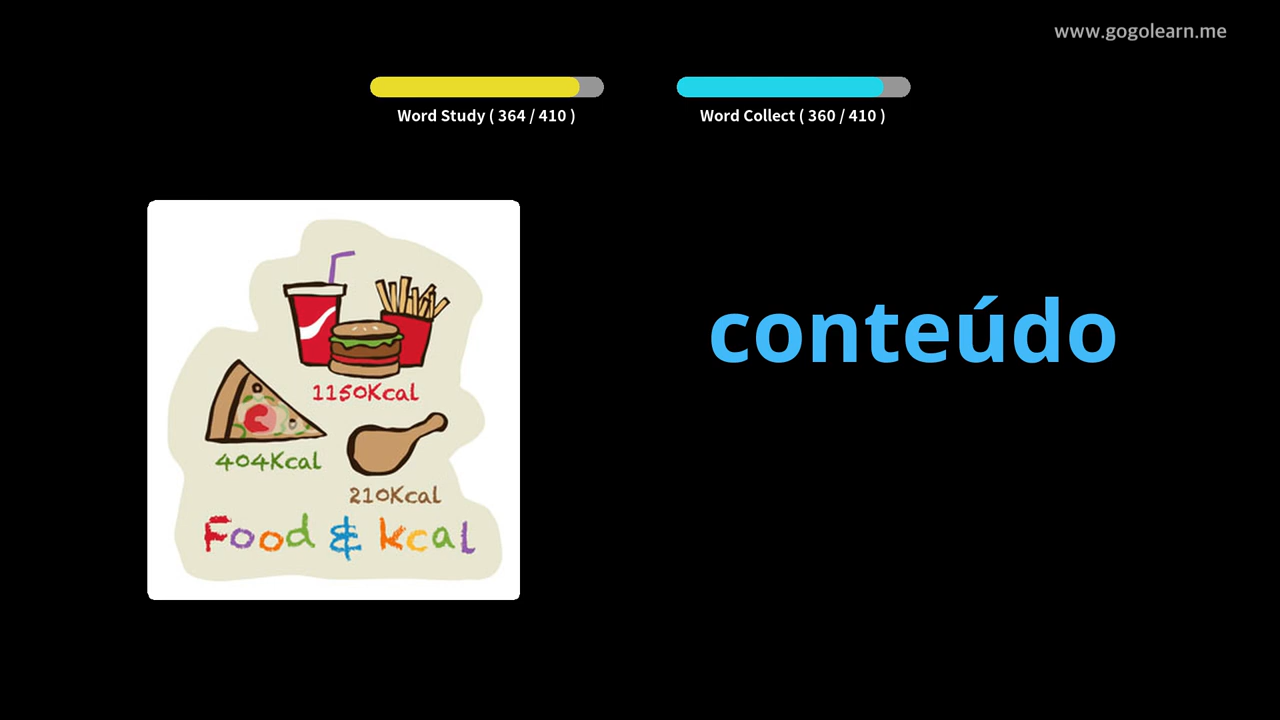 www.gogolearn.me
Word Study ( 364 / 410 )
Word Collect ( 360 / 410 )
conteúdo
1150Kcal
404Kcal
210Kcal
Food & kcal